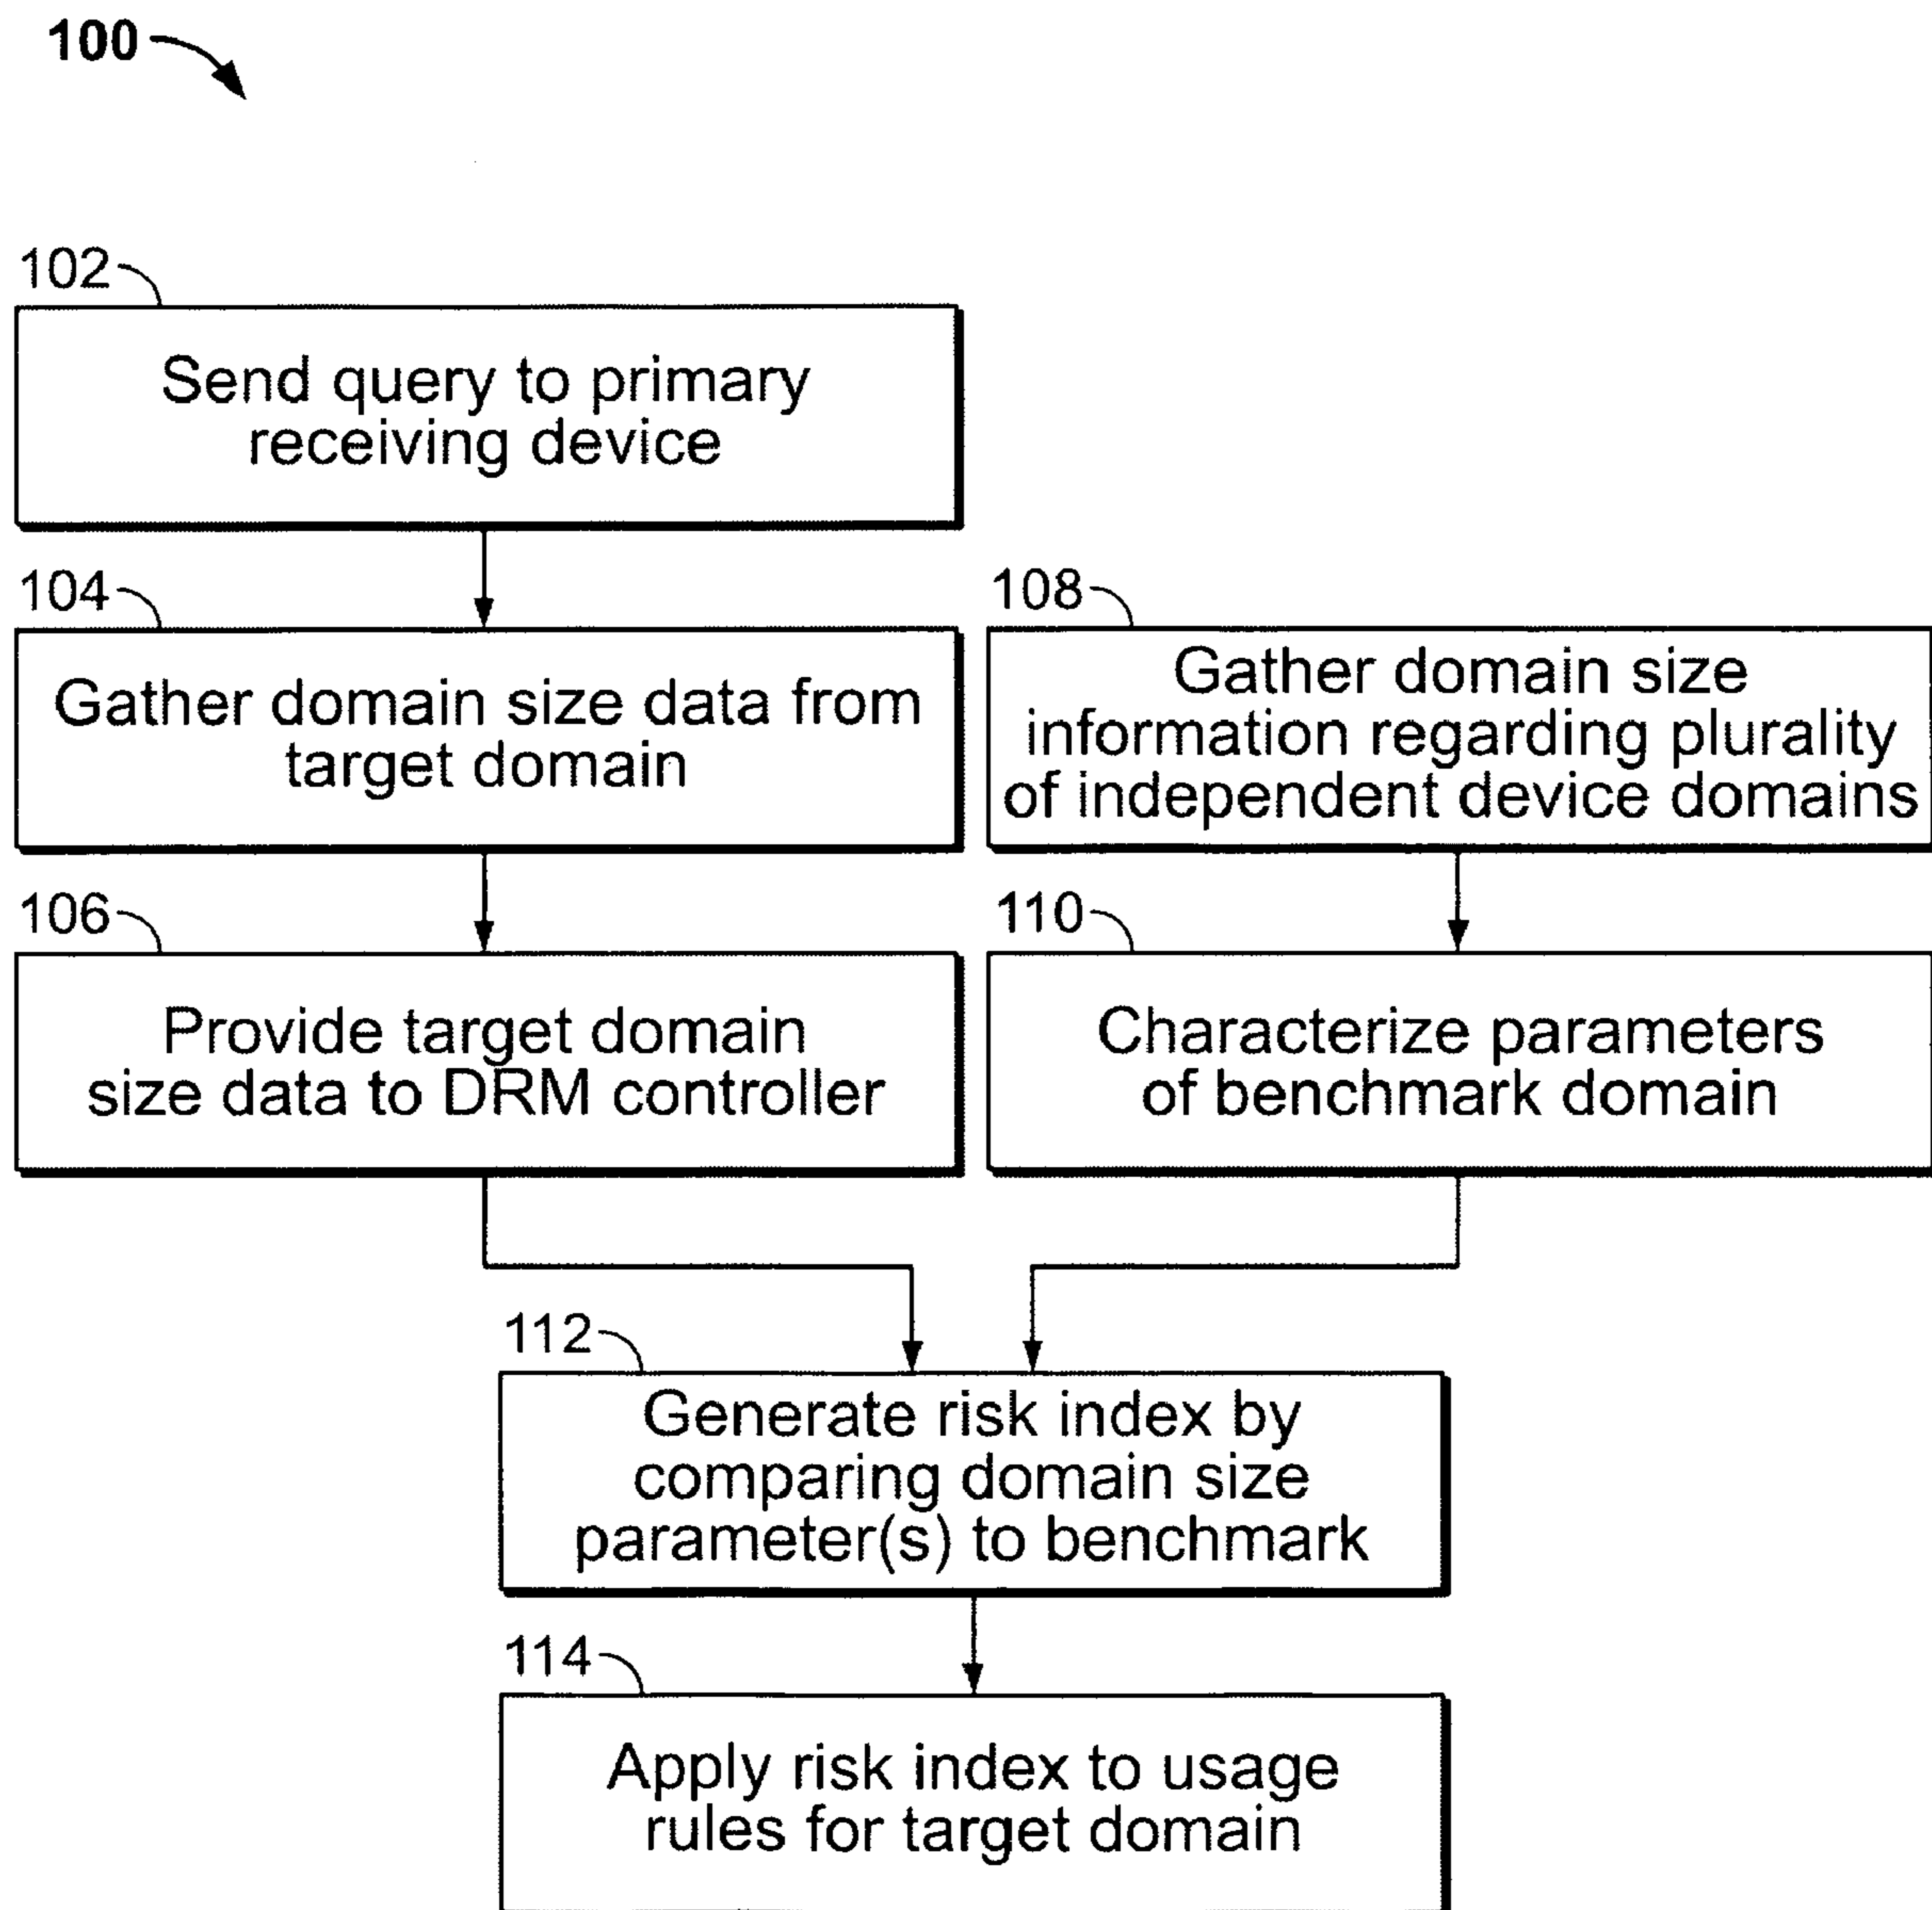 100
102
Send query to primary
receiving device
104
Gather domain size data from
target domain
108
Gather domain size
information regarding plurality
of independent device domains
106
Provide target domain
size data to DRM controller
110
Characterize parameters
of benchmark domain
112
Generate risk index by
comparing domain size
parameter(s) to benchmark
114
Apply risk index to usage
rules for target domain